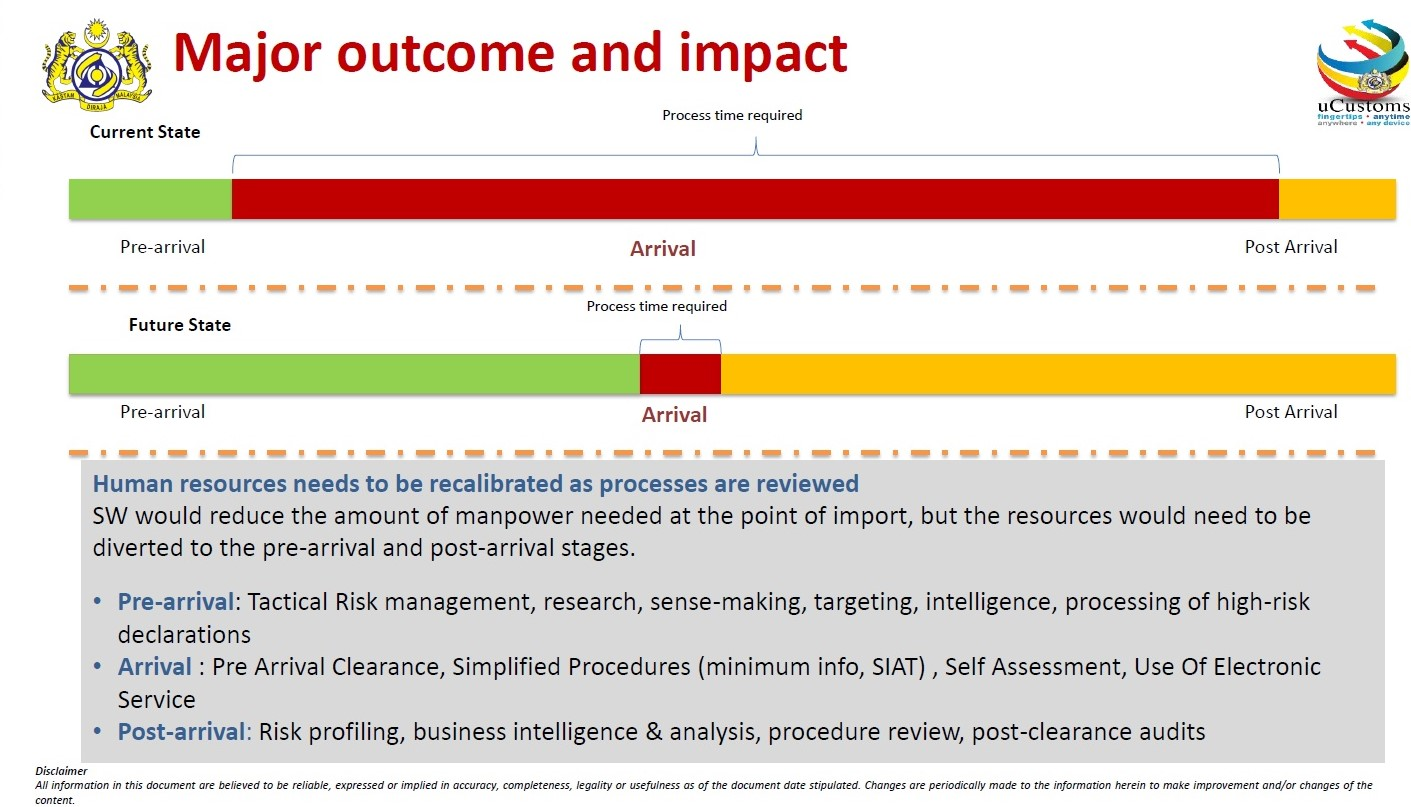 Major outcome and impact
KASTAM DIRAJA MALAYSIA
uCustoms
fingertips • anytime
anywhere • any device
Process time required
Current State
Pre-arrival
Arrival
Post Arrival
Process time required
Future State
Pre-arrival
Arrival
Post Arrival
Human resources needs to be recalibrated as processes are reviewed
SW would reduce the amount of manpower needed at the point of import, but the resources would need to be
diverted to the pre-arrival and post-arrival stages.
• Pre-arrival: Tactical Risk management, research, sense-making, targeting, intelligence, processing of high-risk
declarations
• Arrival : Pre Arrival Clearance, Simplified Procedures (minimum info, SIAT) , Self Assessment, Use Of Electronic
Service
• Post-arrival: Risk profiling, business intelligence & analysis, procedure review, post-clearance audits
Disclaimer
All information in this document are believed to be reliable, expressed or implied in accuracy, completeness, legality or usefulness as of the document date stipulated. Changes are periodically made to the information herein to make improvement and/or changes of the
content.